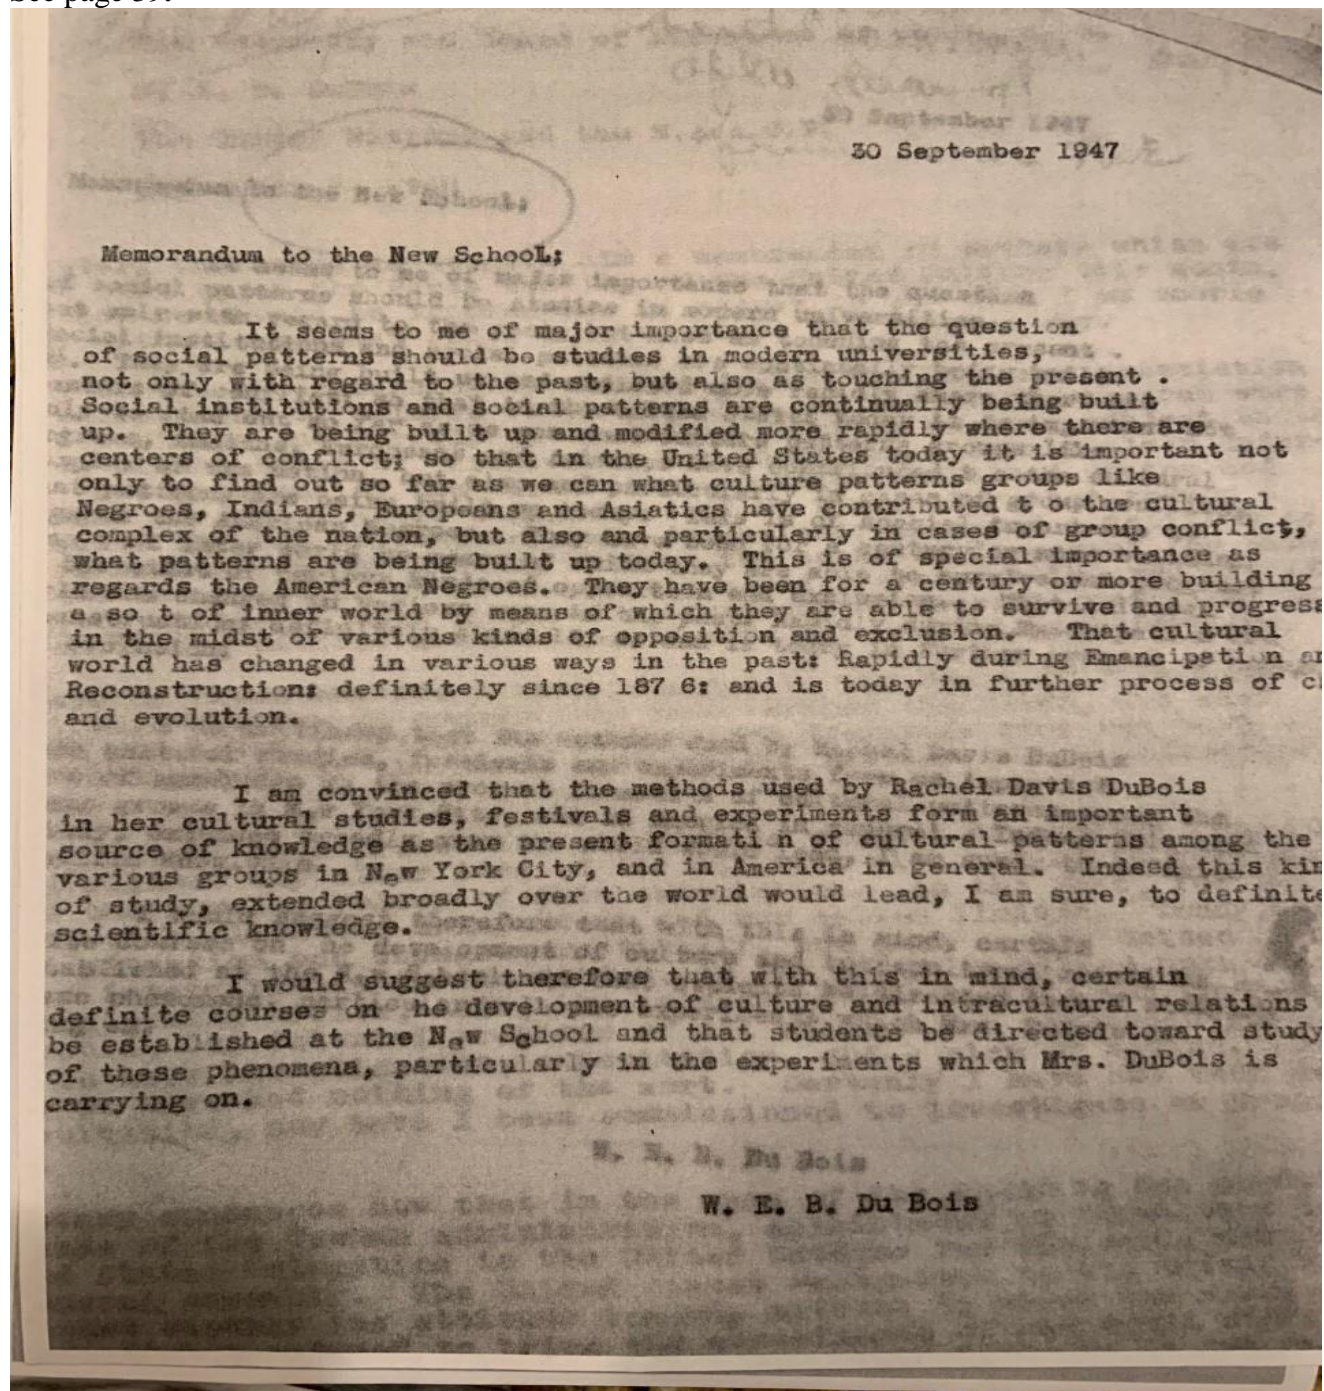 See page 59.
30 September 1947
30 September 1947
Memorandum to the New School;
Memorandum to the New SchooL;
It seems to me of major importance that the question
of social patterns should be studies in modern universities,
not only with regard to the past, but also as touching the present .
Social institutions and social patterns are continually being built
up. They are being built up and modified more rapidly where there are
centers of conflict; so that in the United States today it is important not
only to find out so far as we can what culture patterns groups like
Negroes, Indians, Europeans and Asiatics have contributed t o the cultural
complex of the nation, but also and particularly in cases of group conflict,
what patterns are being built up today. This is of special importance as
regards the American Negroes. They have been for a century or more building
a so t of inner world by means of which they are able to survive and progress
in the midst of various kinds of opposition and exclusion. That cultural
world has changed in various ways in the past: Rapidly during Emancipati n an
Reconstruction: definitely since 187 6: and is today in further process of c
and evolution.
I am convinced that the methods used by Rachel Davis DuBois
in her cultural studies, festivals and experiments form an important
source of knowledge as the present formati n of cultural patterns among the
various groups in New York City, and in America in general. Indeed this kin
of study, extended broadly over the world would lead, I am sure, to definite
scientific knowledge.
I would suggest therefore that with this in mind, certain
definite courses on he development of culture and intracultural relations
be established at the New School and that students be directed toward study
of these phenomena, particularly in the experiments which Mrs. DuBois is
carrying on.
W. E. B. Du Bois
W. E. B. Du Bois